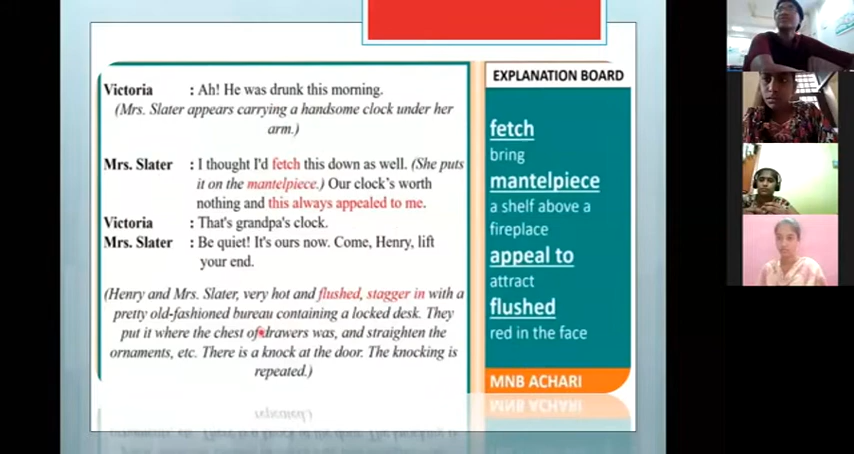 Victoria : Ah! He was drunk this morning.
(Mrs. Slater appears carrying a handsome clock under her
arm.)
Mrs. Slater : I thought I'd fetch this down as well. (She puts
it on the mantelpiece.) Our clock's worth
nothing and this always appealed to me.
Victoria : That's grandpa's clock.
Mrs. Slater : Be quiet! It's ours now. Come, Henry, lift
your end.
(Henry and Mrs. Slater, very hot and flushed, stagger in with a
pretty old-fashioned bureau containing a locked desk. They
put it where the chest of drawers was, and straighten the
ornaments, etc. There is a knock at the door. The knocking is
repeated.)
EXPLANATION BOARD
fetch
bring
mantelpiece
a shelf above a
fireplace
appeal to
attract
flushed
red in the face
MNB ACHARI